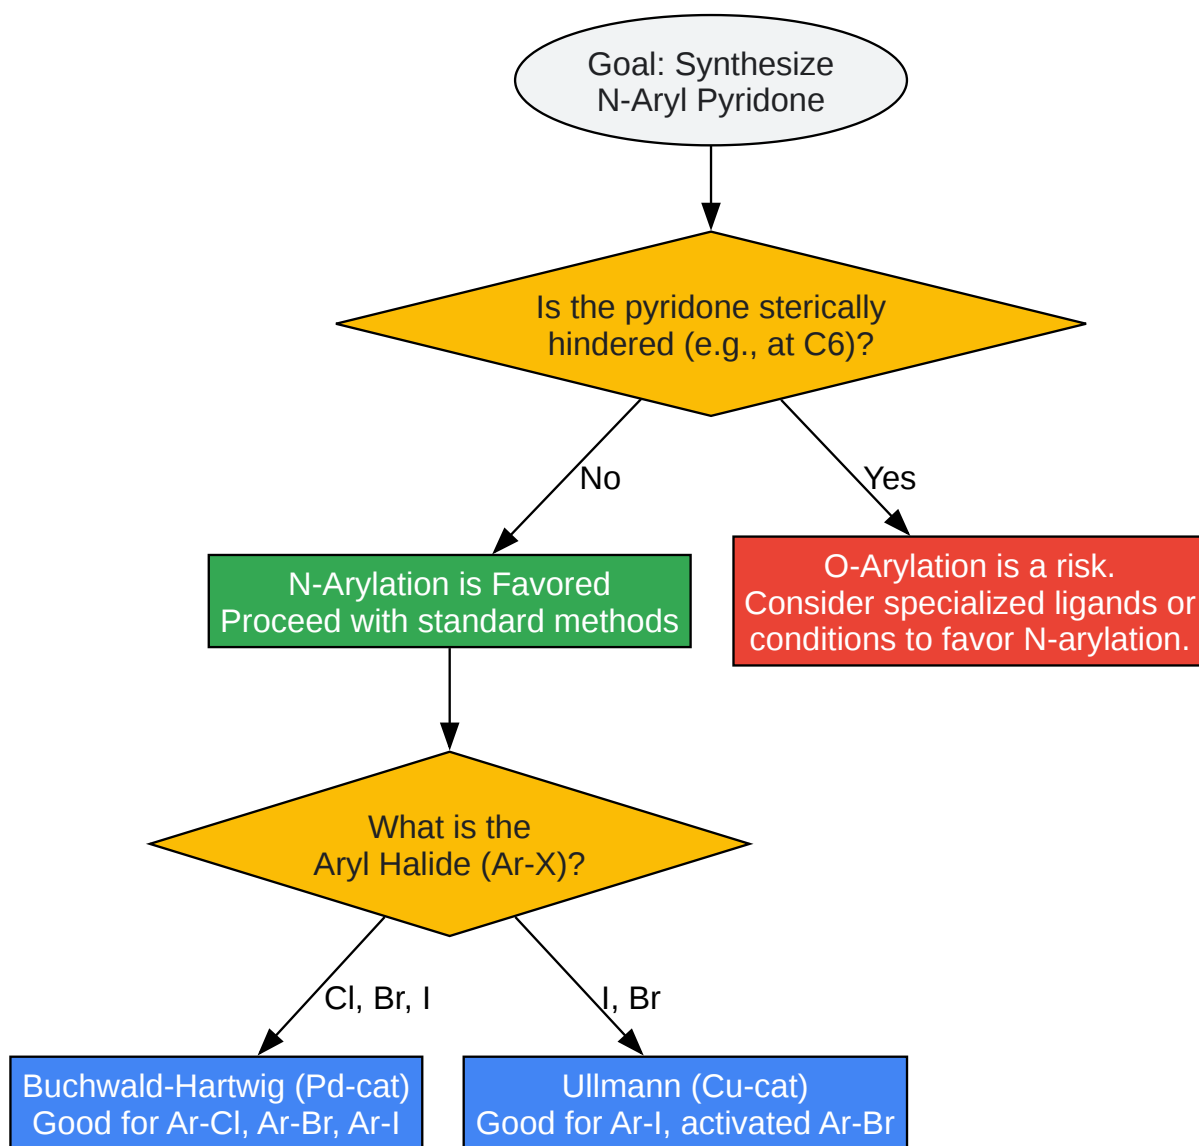 Goal: Synthesize
N-Aryl Pyridone
Is the pyridone sterically
hindered (e.g., at C6)?
No
Yes
N-Arylation is Favored
Proceed with standard methods
O-Arylation is a risk.
Consider specialized ligands or
conditions to favor N-arylation.
What is the
Aryl Halide (Ar-X)?
Cl, Br, I
I, Br
Buchwald-Hartwig (Pd-cat)
Good for Ar-Cl, Ar-Br, Ar-I
Ullmann (Cu-cat)
Good for Ar-I, activated Ar-Br